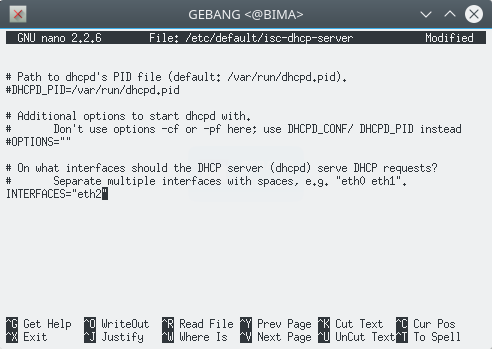 GEBANG <@BIMA>
GNU nano 2.2.6 File: /etc/default/isc-dhcp-server Modified
# Path to dhcpd's PID file (default: /var/run/dhcpd.pid).
#DHCPD_PID=/var/run/dhcpd.pid
# Additional options to start dhcpd with.
# Don't use options -cf or -pf here; use DHCPD_CONF/ DHCPD_PID instead
#OPTIONS=""
# On what interfaces should the DHCP server (dhcpd) serve DHCP requests?
# Separate multiple interfaces with spaces, e.g. "eth0 eth1".
INTERFACES="eth2"
^G Get Help ^O WriteOut ^R Read File ^Y Prev Page ^K Cut Text ^C Cur Pos
^X Exit ^J Justify ^W Where Is ^V Next Page ^U UnCut Text ^T To Spell